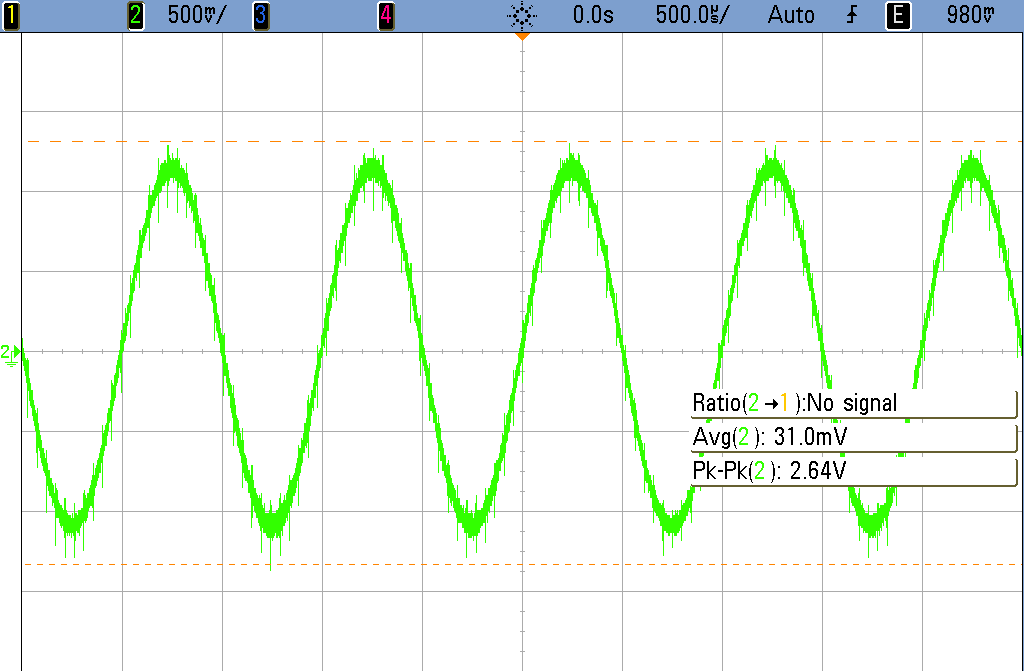 1 2 500mV/ 3 4 0.0s 500.0µs/ Auto E 980mV
2
Ratio(2→1):No signal
Avg(2): 31.0mV
Pk-Pk(2): 2.64V